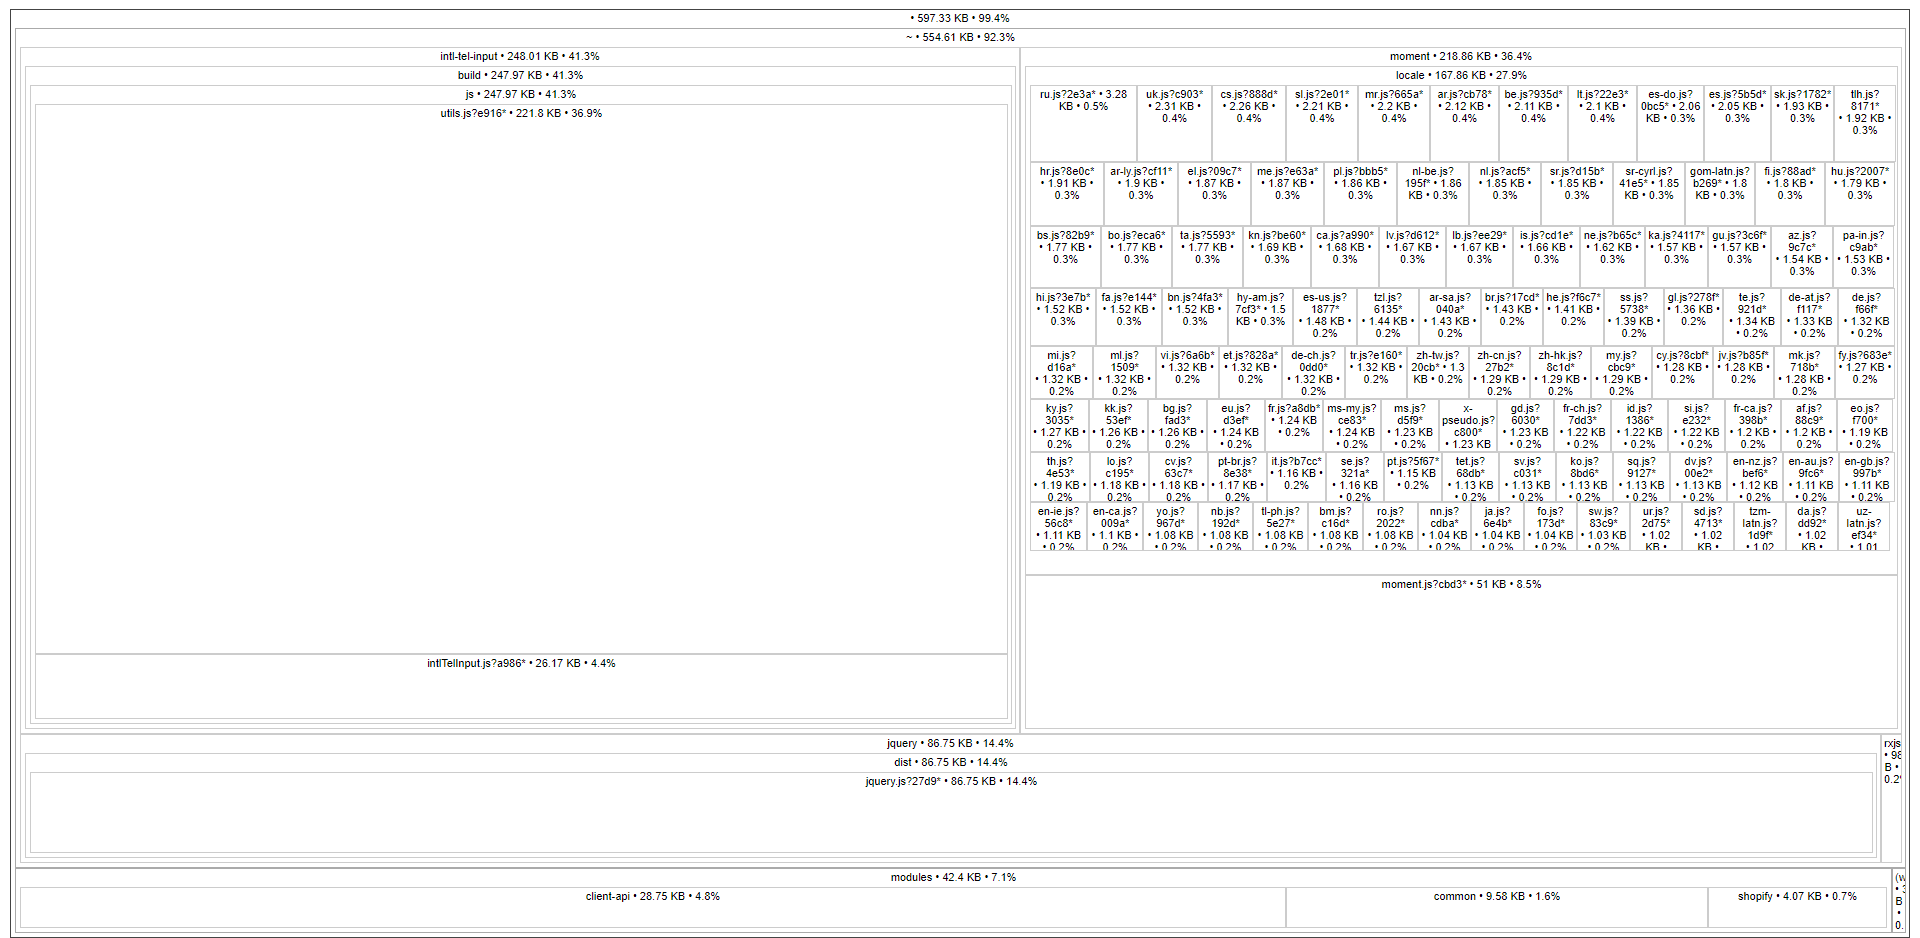 • 597.33 KB • 99.4%
~ • 554.61 KB • 92.3%
intl-tel-input • 248.01 KB • 41.3%
build • 247.97 KB • 41.3%
js • 247.97 KB • 41.3%
utils.js?e916* • 221.8 KB • 36.9%
intlTelInput.js?a986* • 26.17 KB • 4.4%
moment • 218.86 KB • 36.4%
locale • 167.86 KB • 27.9%
ru.js?2e3a* • 3.28
KB • 0.5%
uk.js?c903*
• 2.31 KB •
0.4%
cs.js?888d*
• 2.26 KB •
0.4%
sl.js?2e01*
• 2.21 KB •
0.4%
mr.js?665a*
• 2.2 KB •
0.4%
ar.js?cb78*
• 2.12 KB •
0.4%
be.js?935d*
• 2.11 KB •
0.4%
lt.js?22e3*
• 2.1 KB •
0.4%
es-do.js?
0bc5* • 2.06
KB • 0.3%
es.js?5b5d*
• 2.05 KB •
0.3%
sk.js?1782*
• 1.93 KB •
0.3%
tlh.js?
8171*
• 1.92 KB •
0.3%
hr.js?8e0c*
• 1.91 KB •
0.3%
ar-ly.js?cf11*
• 1.9 KB •
0.3%
el.js?09c7*
• 1.87 KB •
0.3%
me.js?e63a*
• 1.87 KB •
0.3%
pl.js?bbb5*
• 1.86 KB •
0.3%
nl-be.js?
195f* • 1.86
KB • 0.3%
nl.js?acf5*
• 1.85 KB •
0.3%
sr.js?d15b*
• 1.85 KB •
0.3%
sr-cyrl.js?
41e5* • 1.85
KB • 0.3%
gom-latn.js?
b269* • 1.8
KB • 0.3%
fi.js?88ad*
• 1.8 KB •
0.3%
hu.js?2007*
• 1.79 KB •
0.3%
bs.js?82b9*
• 1.77 KB •
0.3%
bo.js?eca6*
• 1.77 KB •
0.3%
ta.js?5593*
• 1.77 KB •
0.3%
kn.js?be60*
• 1.69 KB •
0.3%
ca.js?a990*
• 1.68 KB •
0.3%
lv.js?d612*
• 1.67 KB •
0.3%
lb.js?ee29*
• 1.67 KB •
0.3%
is.js?cd1e*
• 1.66 KB •
0.3%
ne.js?b65c*
• 1.62 KB •
0.3%
ka.js?4117*
• 1.57 KB •
0.3%
gu.js?3c6f*
• 1.57 KB •
0.3%
az.js?
9c7c*
• 1.54 KB •
0.3%
pa-in.js?
c9ab*
• 1.53 KB •
0.3%
hi.js?3e7b*
• 1.52 KB •
0.3%
fa.js?e144*
• 1.52 KB •
0.3%
bn.js?4fa3*
• 1.52 KB •
0.3%
hy-am.js?
7cf3* • 1.5
KB • 0.3%
es-us.js?
1877*
• 1.48 KB •
0.2%
tzl.js?
6135*
• 1.44 KB •
0.2%
ar-sa.js?
040a*
• 1.43 KB •
0.2%
br.js?17cd*
• 1.43 KB •
0.2%
he.js?f6c7*
• 1.41 KB •
0.2%
ss.js?
5738*
• 1.39 KB •
0.2%
gl.js?278f*
• 1.36 KB •
0.2%
te.js?
921d*
• 1.34 KB
• 0.2%
de-at.js?
f117*
• 1.33 KB
• 0.2%
de.js?
f66f*
• 1.32 KB
• 0.2%
mi.js?
d16a*
• 1.32 KB •
0.2%
ml.js?
1509*
• 1.32 KB •
0.2%
vi.js?6a6b*
• 1.32 KB •
0.2%
et.js?828a*
• 1.32 KB •
0.2%
de-ch.js?
0dd0*
• 1.32 KB •
0.2%
tr.js?e160*
• 1.32 KB •
0.2%
zh-tw.js?
20cb* • 1.3
KB • 0.2%
zh-cn.js?
27b2*
• 1.29 KB •
0.2%
zh-hk.js?
8c1d*
• 1.29 KB •
0.2%
my.js?
cbc9*
• 1.29 KB •
0.2%
cy.js?8cbf*
• 1.28 KB •
0.2%
jv.js?b85f*
• 1.28 KB •
0.2%
mk.js?
718b*
• 1.28 KB
• 0.2%
fy.js?683e*
• 1.27 KB
• 0.2%
ky.js?
3035*
• 1.27 KB •
0.2%
kk.js?
53ef*
• 1.26 KB •
0.2%
bg.js?
fad3*
• 1.26 KB •
0.2%
eu.js?
d3ef*
• 1.24 KB
• 0.2%
fr.js?a8db*
• 1.24 KB
• 0.2%
ms-my.js?
ce83*
• 1.24 KB
• 0.2%
ms.js?
d5f9*
• 1.23 KB
• 0.2%
x-
pseudo.js?
c800*
• 1.23 KB
gd.js?
6030*
• 1.23 KB
• 0.2%
fr-ch.js?
7dd3*
• 1.22 KB
• 0.2%
id.js?
1386*
• 1.22 KB
• 0.2%
si.js?
e232*
• 1.22 KB
• 0.2%
fr-ca.js?
398b*
• 1.2 KB •
0.2%
af.js?
88c9*
• 1.2 KB
• 0.2%
eo.js?
f700*
• 1.19 KB
• 0.2%
th.js?
4e53*
• 1.19 KB •
0.2%
lo.js?
c195*
• 1.18 KB
• 0.2%
cv.js?
63c7*
• 1.18 KB
• 0.2%
pt-br.js?
8e38*
• 1.17 KB •
0.2%
it.js?b7cc*
• 1.16 KB •
0.2%
se.js?
321a*
• 1.16 KB
• 0.2%
pt.js?5f67*
• 1.15 KB
• 0.2%
tet.js?
68db*
• 1.13 KB
• 0.2%
sv.js?
c031*
• 1.13 KB
• 0.2%
ko.js?
8bd6*
• 1.13 KB
• 0.2%
sq.js?
9127*
• 1.13 KB
• 0.2%
dv.js?
00e2*
• 1.13 KB
• 0.2%
en-nz.js?
bef6*
• 1.12 KB
• 0.2%
en-au.js?
9fc6*
• 1.11 KB
• 0.2%
en-gb.js?
997b*
• 1.11 KB
• 0.2%
en-ie.js?
56c8*
• 1.11 KB
• 0.2%
en-ca.js?
009a*
• 1.1 KB •
0.2%
yo.js?
967d*
• 1.08 KB
• 0.2%
nb.js?
192d*
• 1.08 KB
• 0.2%
tl-ph.js?
5e27*
• 1.08 KB
• 0.2%
bm.js?
c16d*
• 1.08 KB
• 0.2%
ro.js?
2022*
• 1.08 KB
• 0.2%
nn.js?
cdba*
• 1.04 KB
• 0.2%
ja.js?
6e4b*
• 1.04 KB
• 0.2%
fo.js?
173d*
• 1.04 KB
• 0.2%
sw.js?
83c9*
• 1.03 KB
• 0.2%
ur.js?
2d75*
• 1.02
KB •
sd.js?
4713*
• 1.02
KB •
tzm-
latn.js?
1d9f*
• 1.02
da.js?
dd92*
• 1.02
KB •
uz-
latn.js?
ef34*
• 1.01
moment.js?cbd3* • 51 KB • 8.5%
jquery • 86.75 KB • 14.4%
dist • 86.75 KB • 14.4%
jquery.js?27d9* • 86.75 KB • 14.4%
rxjs
B •
modules • 42.4 KB • 7.1%
client-api • 28.75 KB • 4.8%
common • 9.58 KB • 1.6%
shopify • 4.07 KB • 0.7%